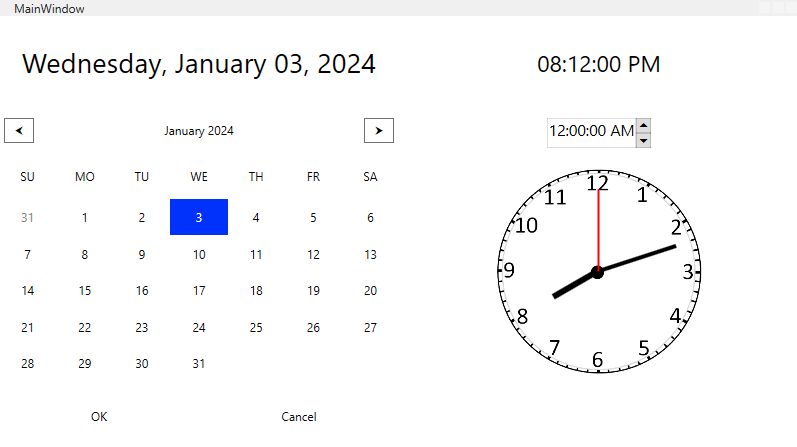 MainWindow
Wednesday, January 03, 2024
08:12:00 PM
January 2024
12:00:00 AM
SU MO TU WE TH FR SA
31 1 2 3 4 5 6
7 8 9 10 11 12 13
14 15 16 17 18 19 20
21 22 23 24 25 26 27
28 29 30 31
12
1
2
3
4
5
6
7
8
9
10
11
OK
Cancel